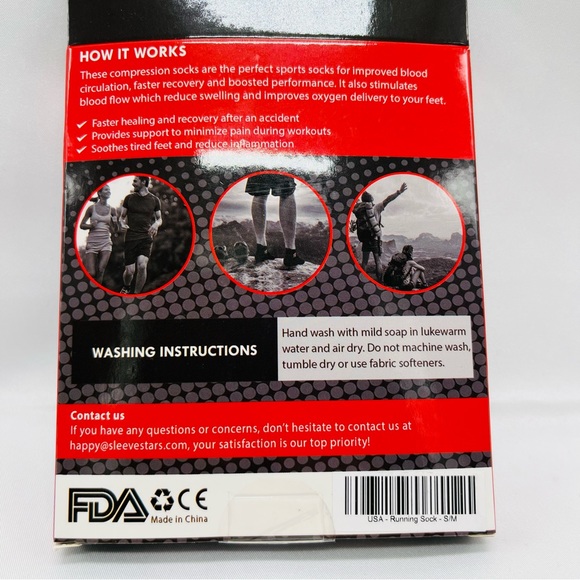 HOW IT WORKS
These compression socks are the perfect sports socks for improved blood
circulation, faster recovery and boosted performance. It also stimulates
blood flow which reduce swelling and improves oxygen delivery to your feet.
Faster healing and recovery after an accident
Provides support to minimize pain during workouts
Soothes tired feet and reduce inflammation
WASHING INSTRUCTIONS
Hand wash with mild soap in lukewarm
water and air dry. Do not machine wash,
tumble dry or use fabric softeners.
Contact us
If you have any questions or concerns, don't hesitate to contact us at
happy@sleevestars.com, your satisfaction is our top priority!
FDA CE
Made in China
USA - Running Sock - S/M